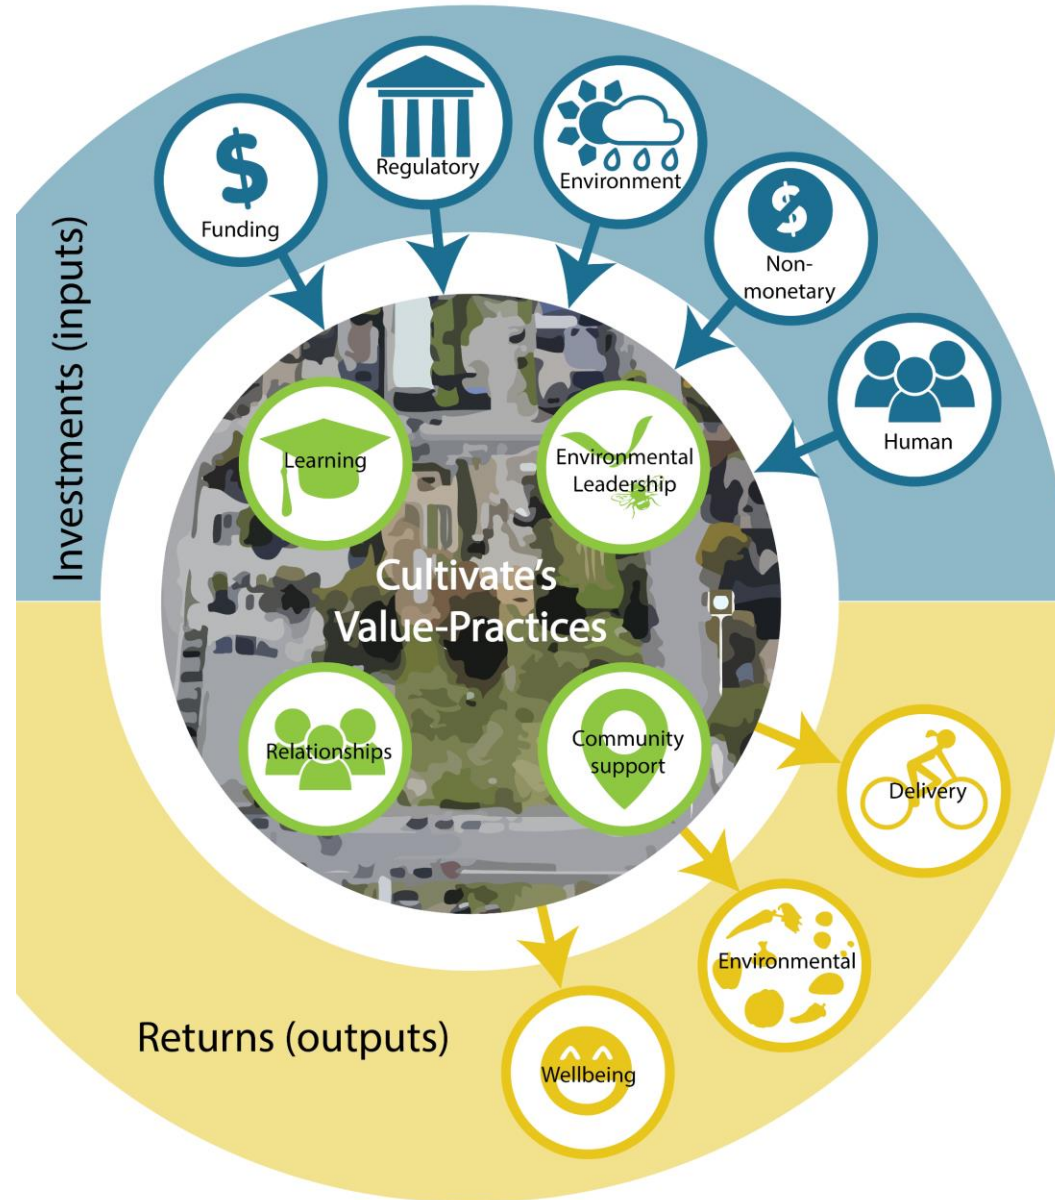 Investments (inputs)
Funding
Regulatory
Environment
Non-
monetary
Human
Learning
Environmental
Leadership
Cultivate's
Value-Practices
Relationships
Community
support
Delivery
Environmental
Wellbeing
Returns (outputs)